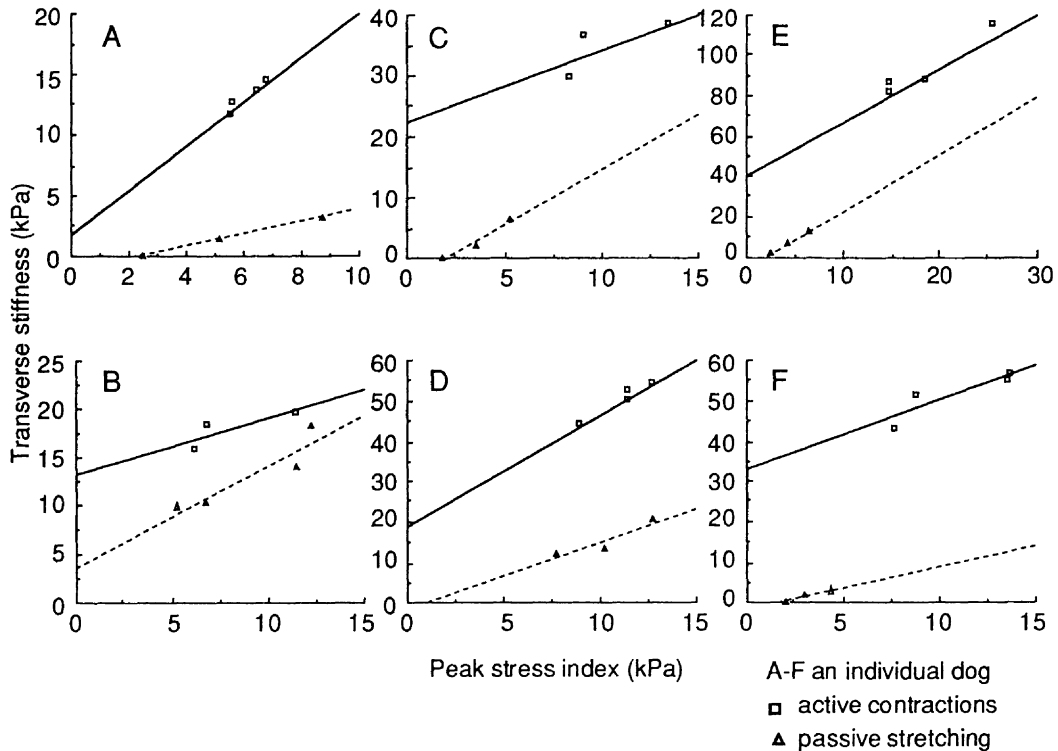 A
20
15
10
5
0
0 2 4 6 8 10
C
40
30
20
10
0
0 5 10 15
E
120
100
80
60
40
20
0
0 10 20 30
Transverse stiffness (kPa)
B
25
20
15
10
5
0
0 5 10 15
D
60
50
40
30
20
10
0
0 5 10 15
F
60
50
40
30
20
10
0
0 5 10 15
Peak stress index (kPa)
A-F an individual dog
active contractions
passive stretching